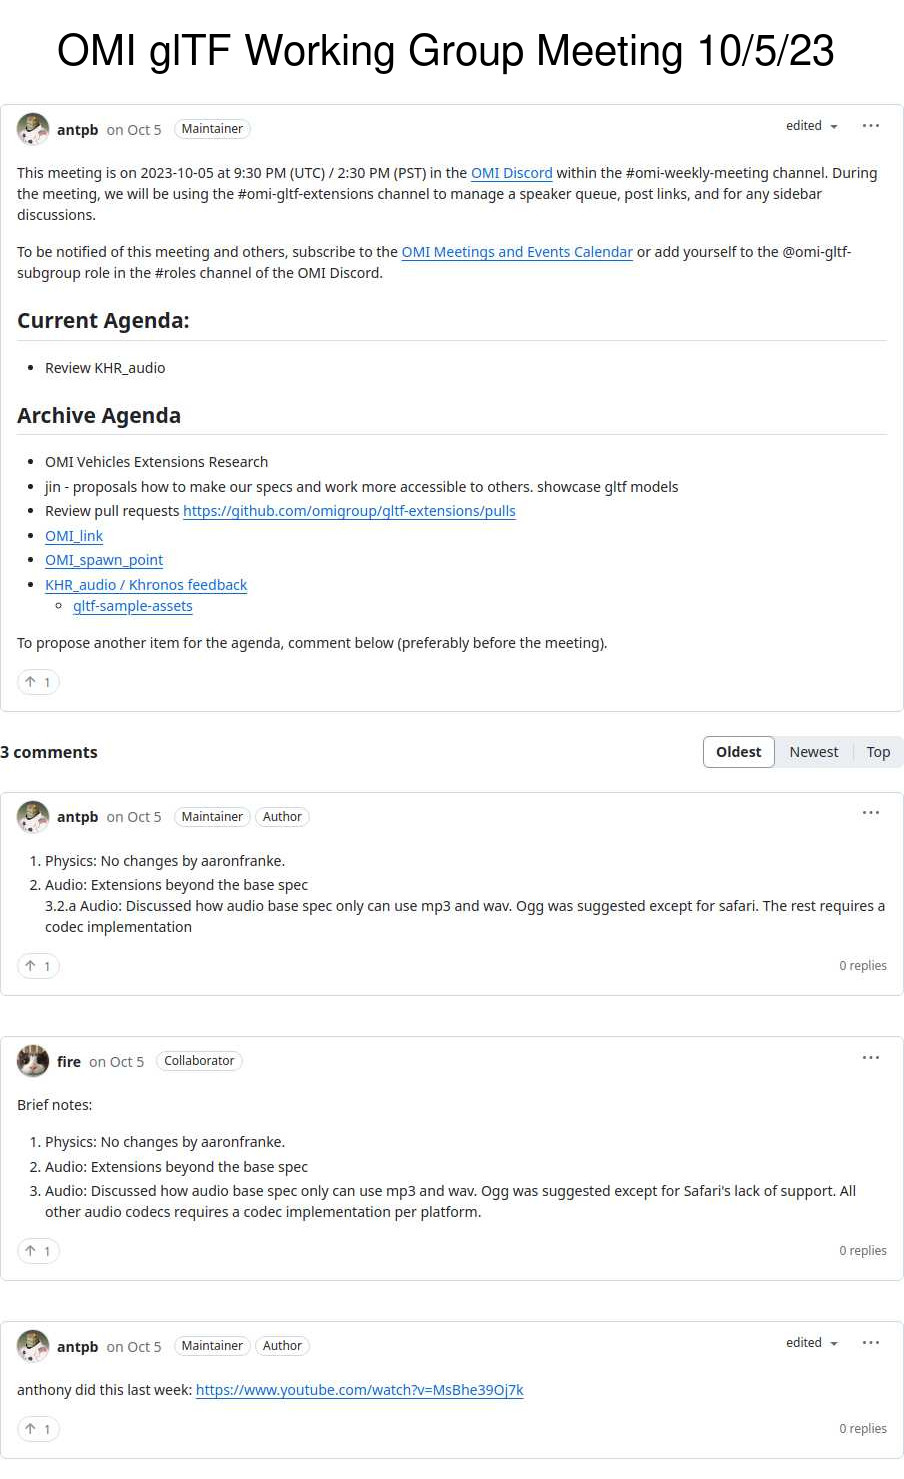 OMI glTF Working Group Meeting 10/5/23
antpb on Oct 5 Maintainer edited
This meeting is on 2023-10-05 at 9:30 PM (UTC) / 2:30 PM (PST) in the OMI Discord within the #omi-weekly-meeting channel. During
the meeting, we will be using the #omi-gltf-extensions channel to manage a speaker queue, post links, and for any sidebar
discussions.
To be notified of this meeting and others, subscribe to the OMI Meetings and Events Calendar or add yourself to the @omi-gltf-
subgroup role in the #roles channel of the OMI Discord.
Current Agenda:
• Review KHR_audio
Archive Agenda
• OMI Vehicles Extensions Research
• jin - proposals how to make our specs and work more accessible to others. showcase gltf models
• Review pull requests https://github.com/omigroup/gltf-extensions/pulls
• OMI_link
• OMI_spawn_point
• KHR_audio / Khronos feedback
◦ gltf-sample-assets
To propose another item for the agenda, comment below (preferably before the meeting).
↑ 1
3 comments Oldest Newest Top
antpb on Oct 5 Maintainer Author
1. Physics: No changes by aaronfranke.
2. Audio: Extensions beyond the base spec
3.2.a Audio: Discussed how audio base spec only can use mp3 and wav. Ogg was suggested except for safari. The rest requires a
codec implementation
↑ 1 0 replies
fire on Oct 5 Collaborator
Brief notes:
1. Physics: No changes by aaronfranke.
2. Audio: Extensions beyond the base spec
3. Audio: Discussed how audio base spec only can use mp3 and wav. Ogg was suggested except for Safari's lack of support. All
other audio codecs requires a codec implementation per platform.
↑ 1 0 replies
antpb on Oct 5 Maintainer Author edited
anthony did this last week: https://www.youtube.com/watch?v=MsBhe39Oj7k
↑ 1 0 replies